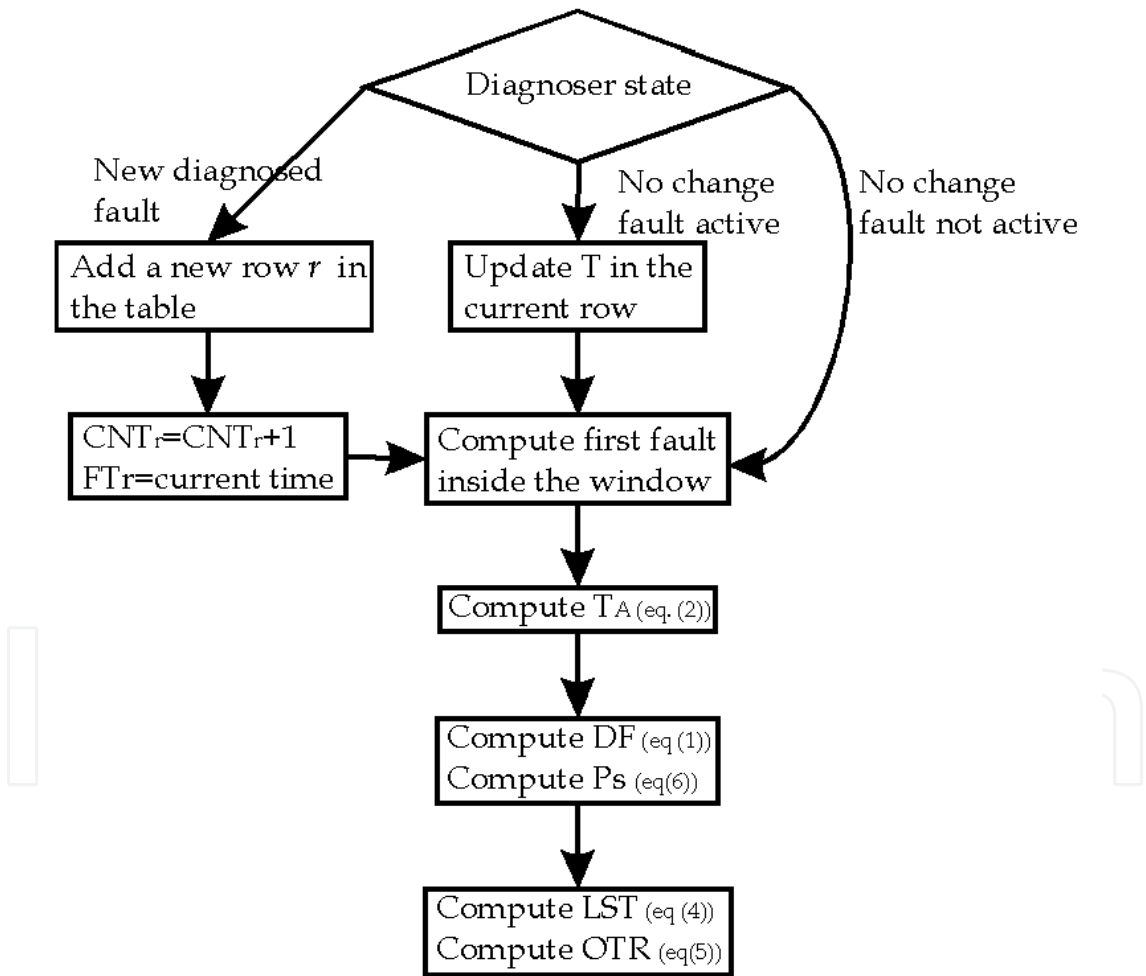 Diagnoser state
New diagnosed
fault
No change
fault active
No change
fault not active
Add a new row r in
the table
Update T in the
current row
CNTr=CNTr+1
FTr=current time
Compute first fault
inside the window
Compute TA (eq. (2))
Compute DF (eq (1))
Compute Ps (eq(6))
Compute LST (eq (4))
Compute OTR (eq(5))